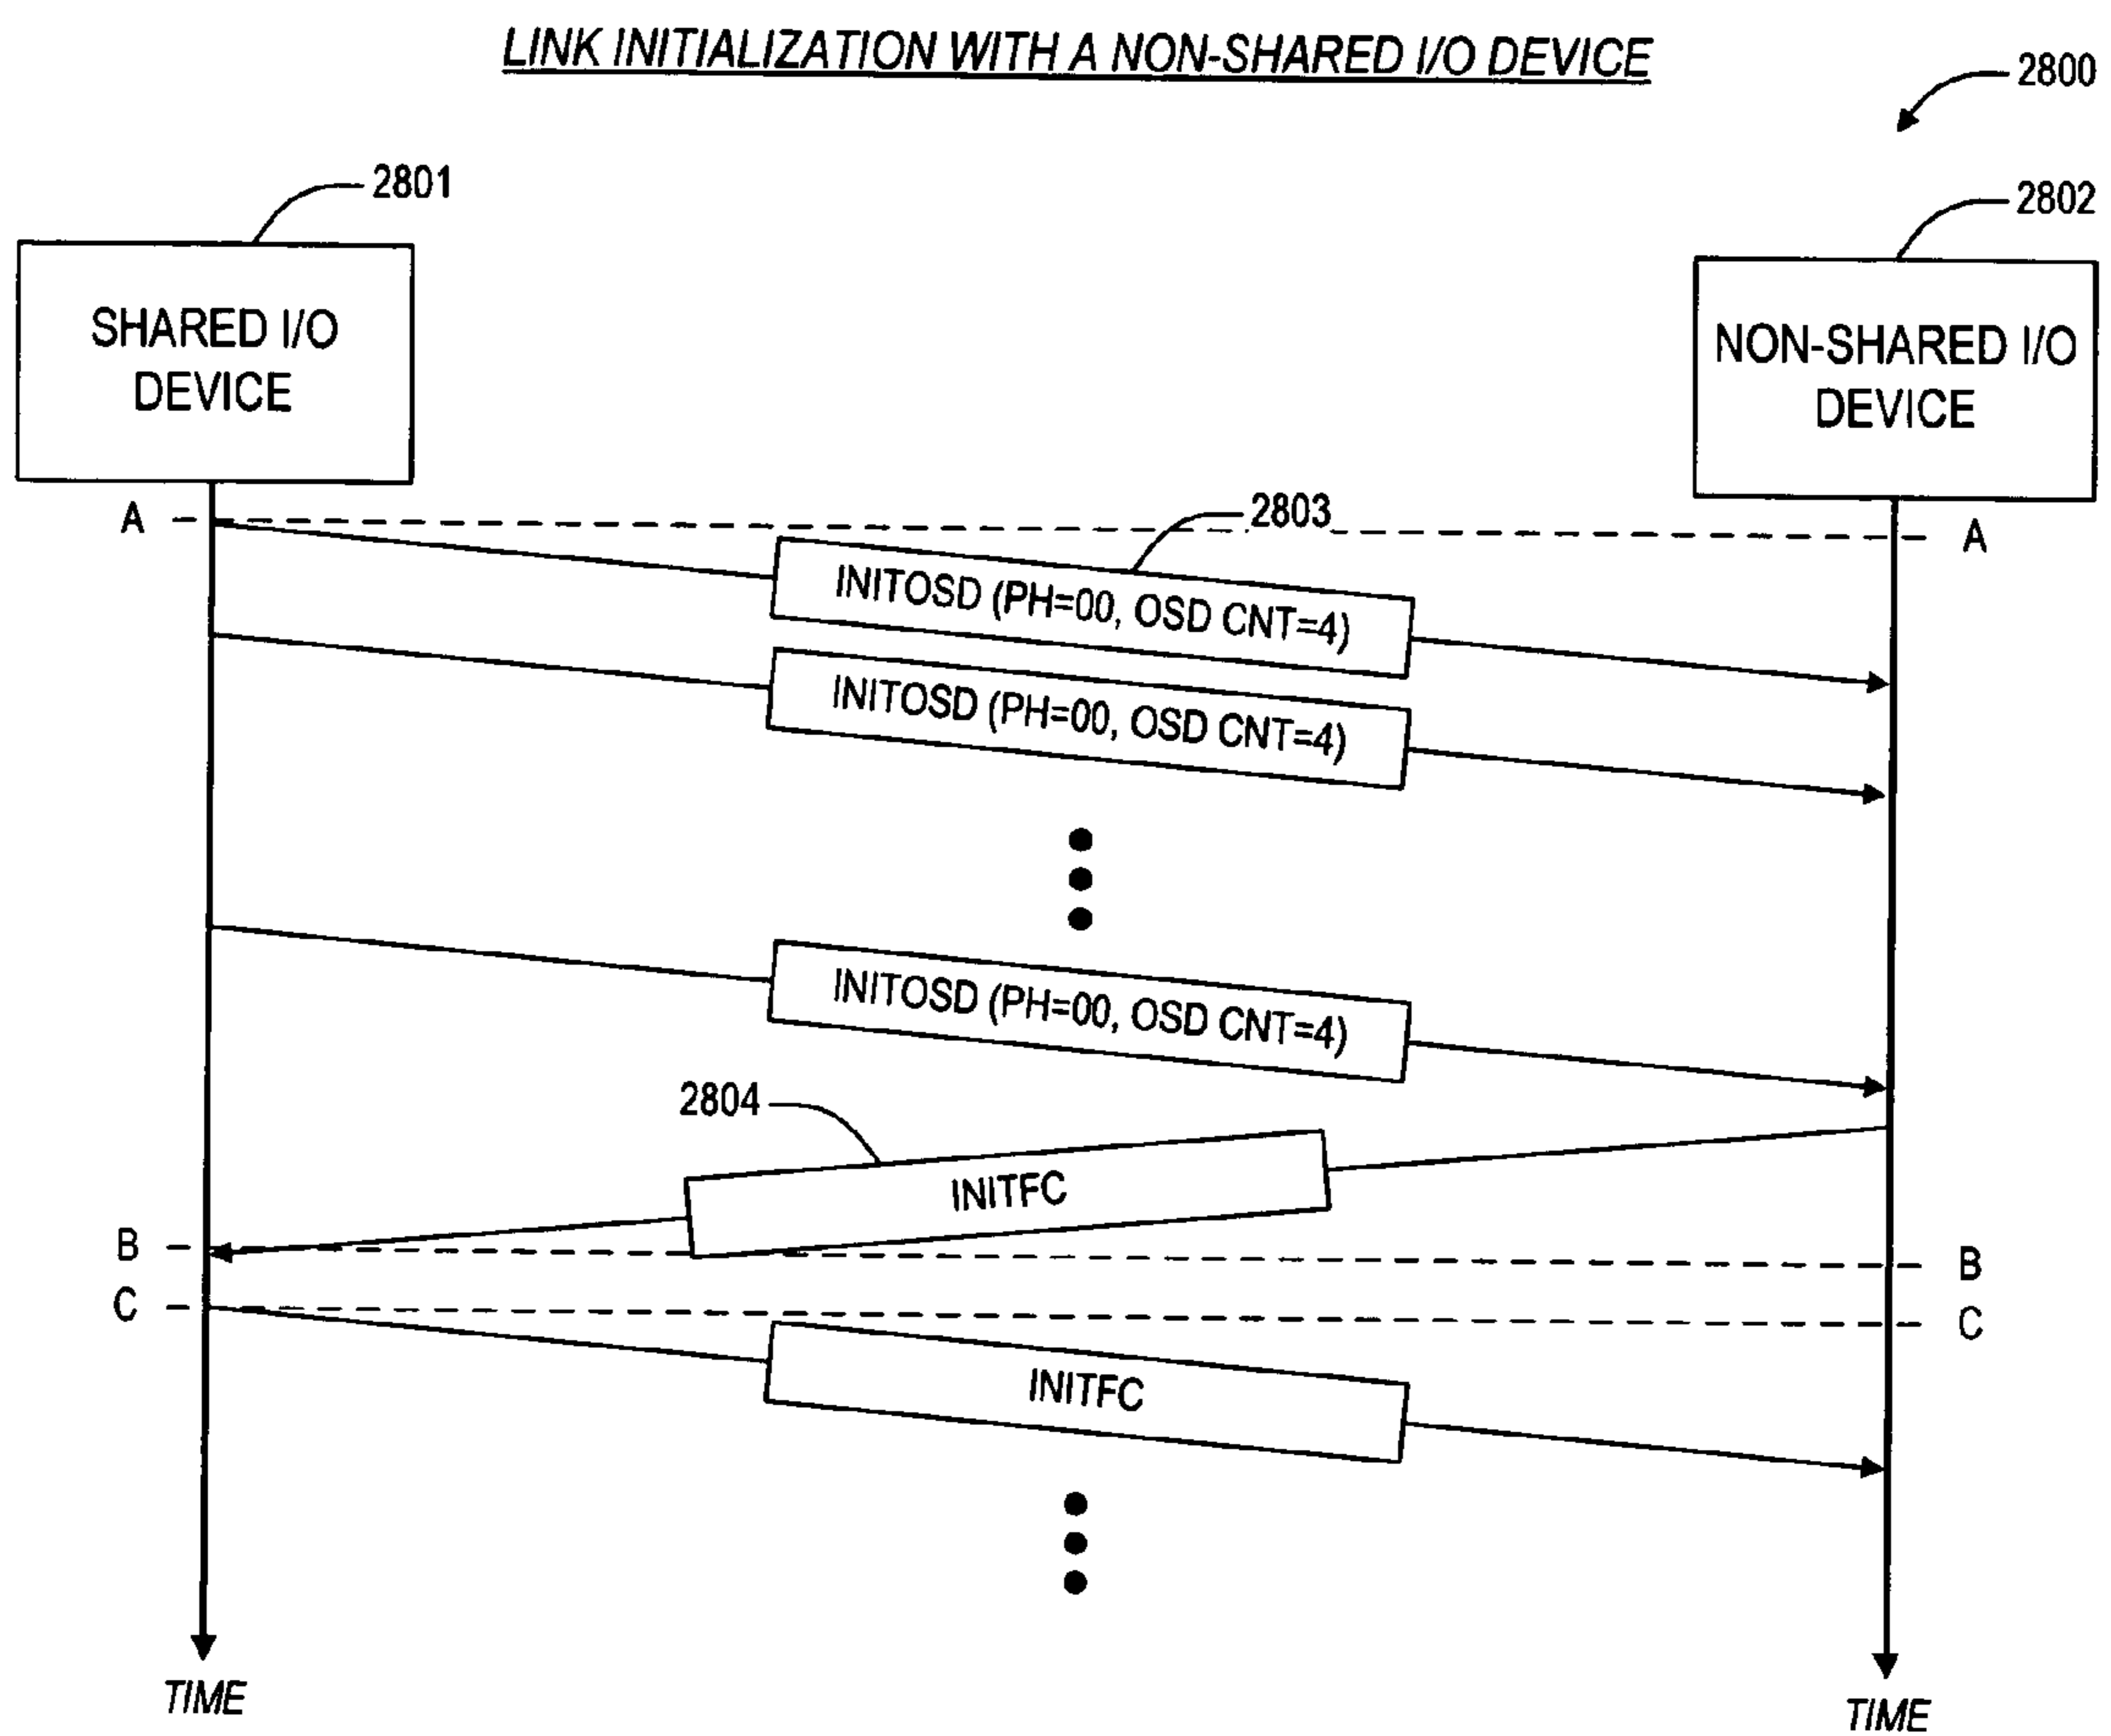 LINK INITIALIZATION WITH A NON-SHARED I/O DEVICE
2800
2801
2802
SHARED I/O
DEVICE
NON-SHARED I/O
DEVICE
A
2803
A
INITOSD (PH=00, OSD CNT=4)
INITOSD (PH=00, OSD CNT=4)
INITOSD (PH=00, OSD CNT=4)
2804
INITFC
B
B
C
C
INITFC
TIME
TIME